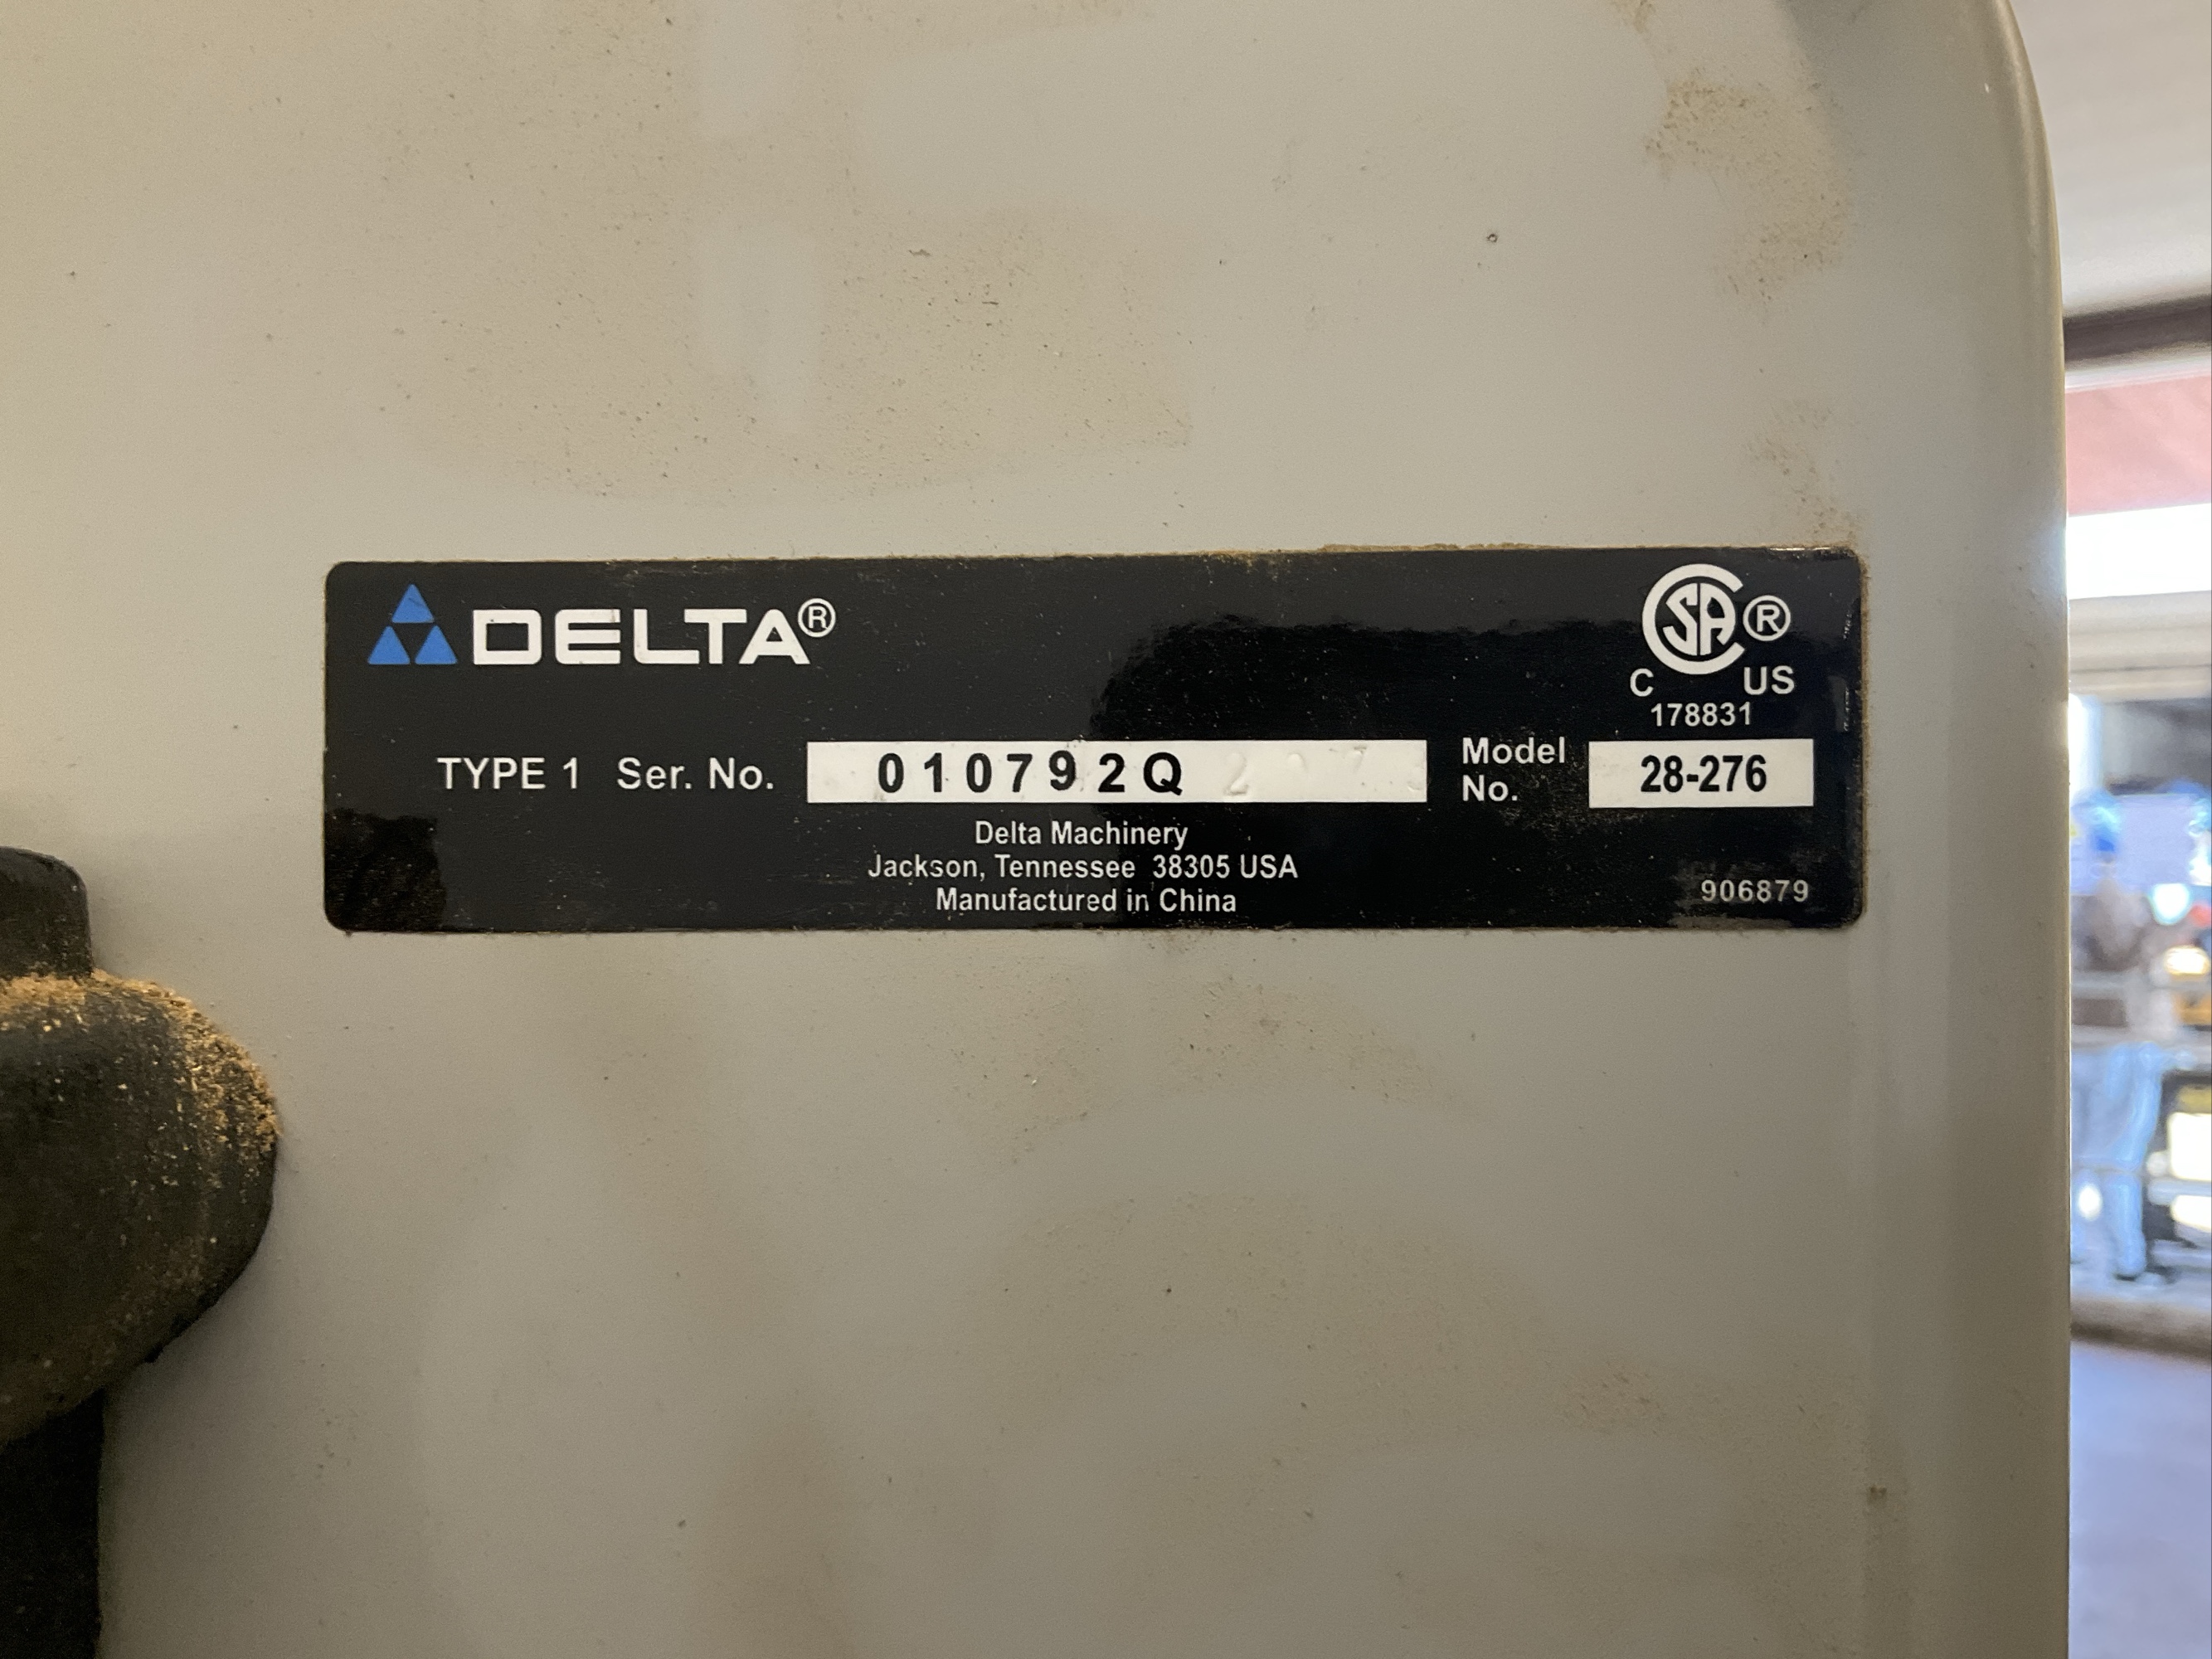 DELTA®
CSA®
C US
178831
TYPE 1 Ser. No. 010792Q Model No. 28-276
Delta Machinery
Jackson, Tennessee 38305 USA
Manufactured in China
906879